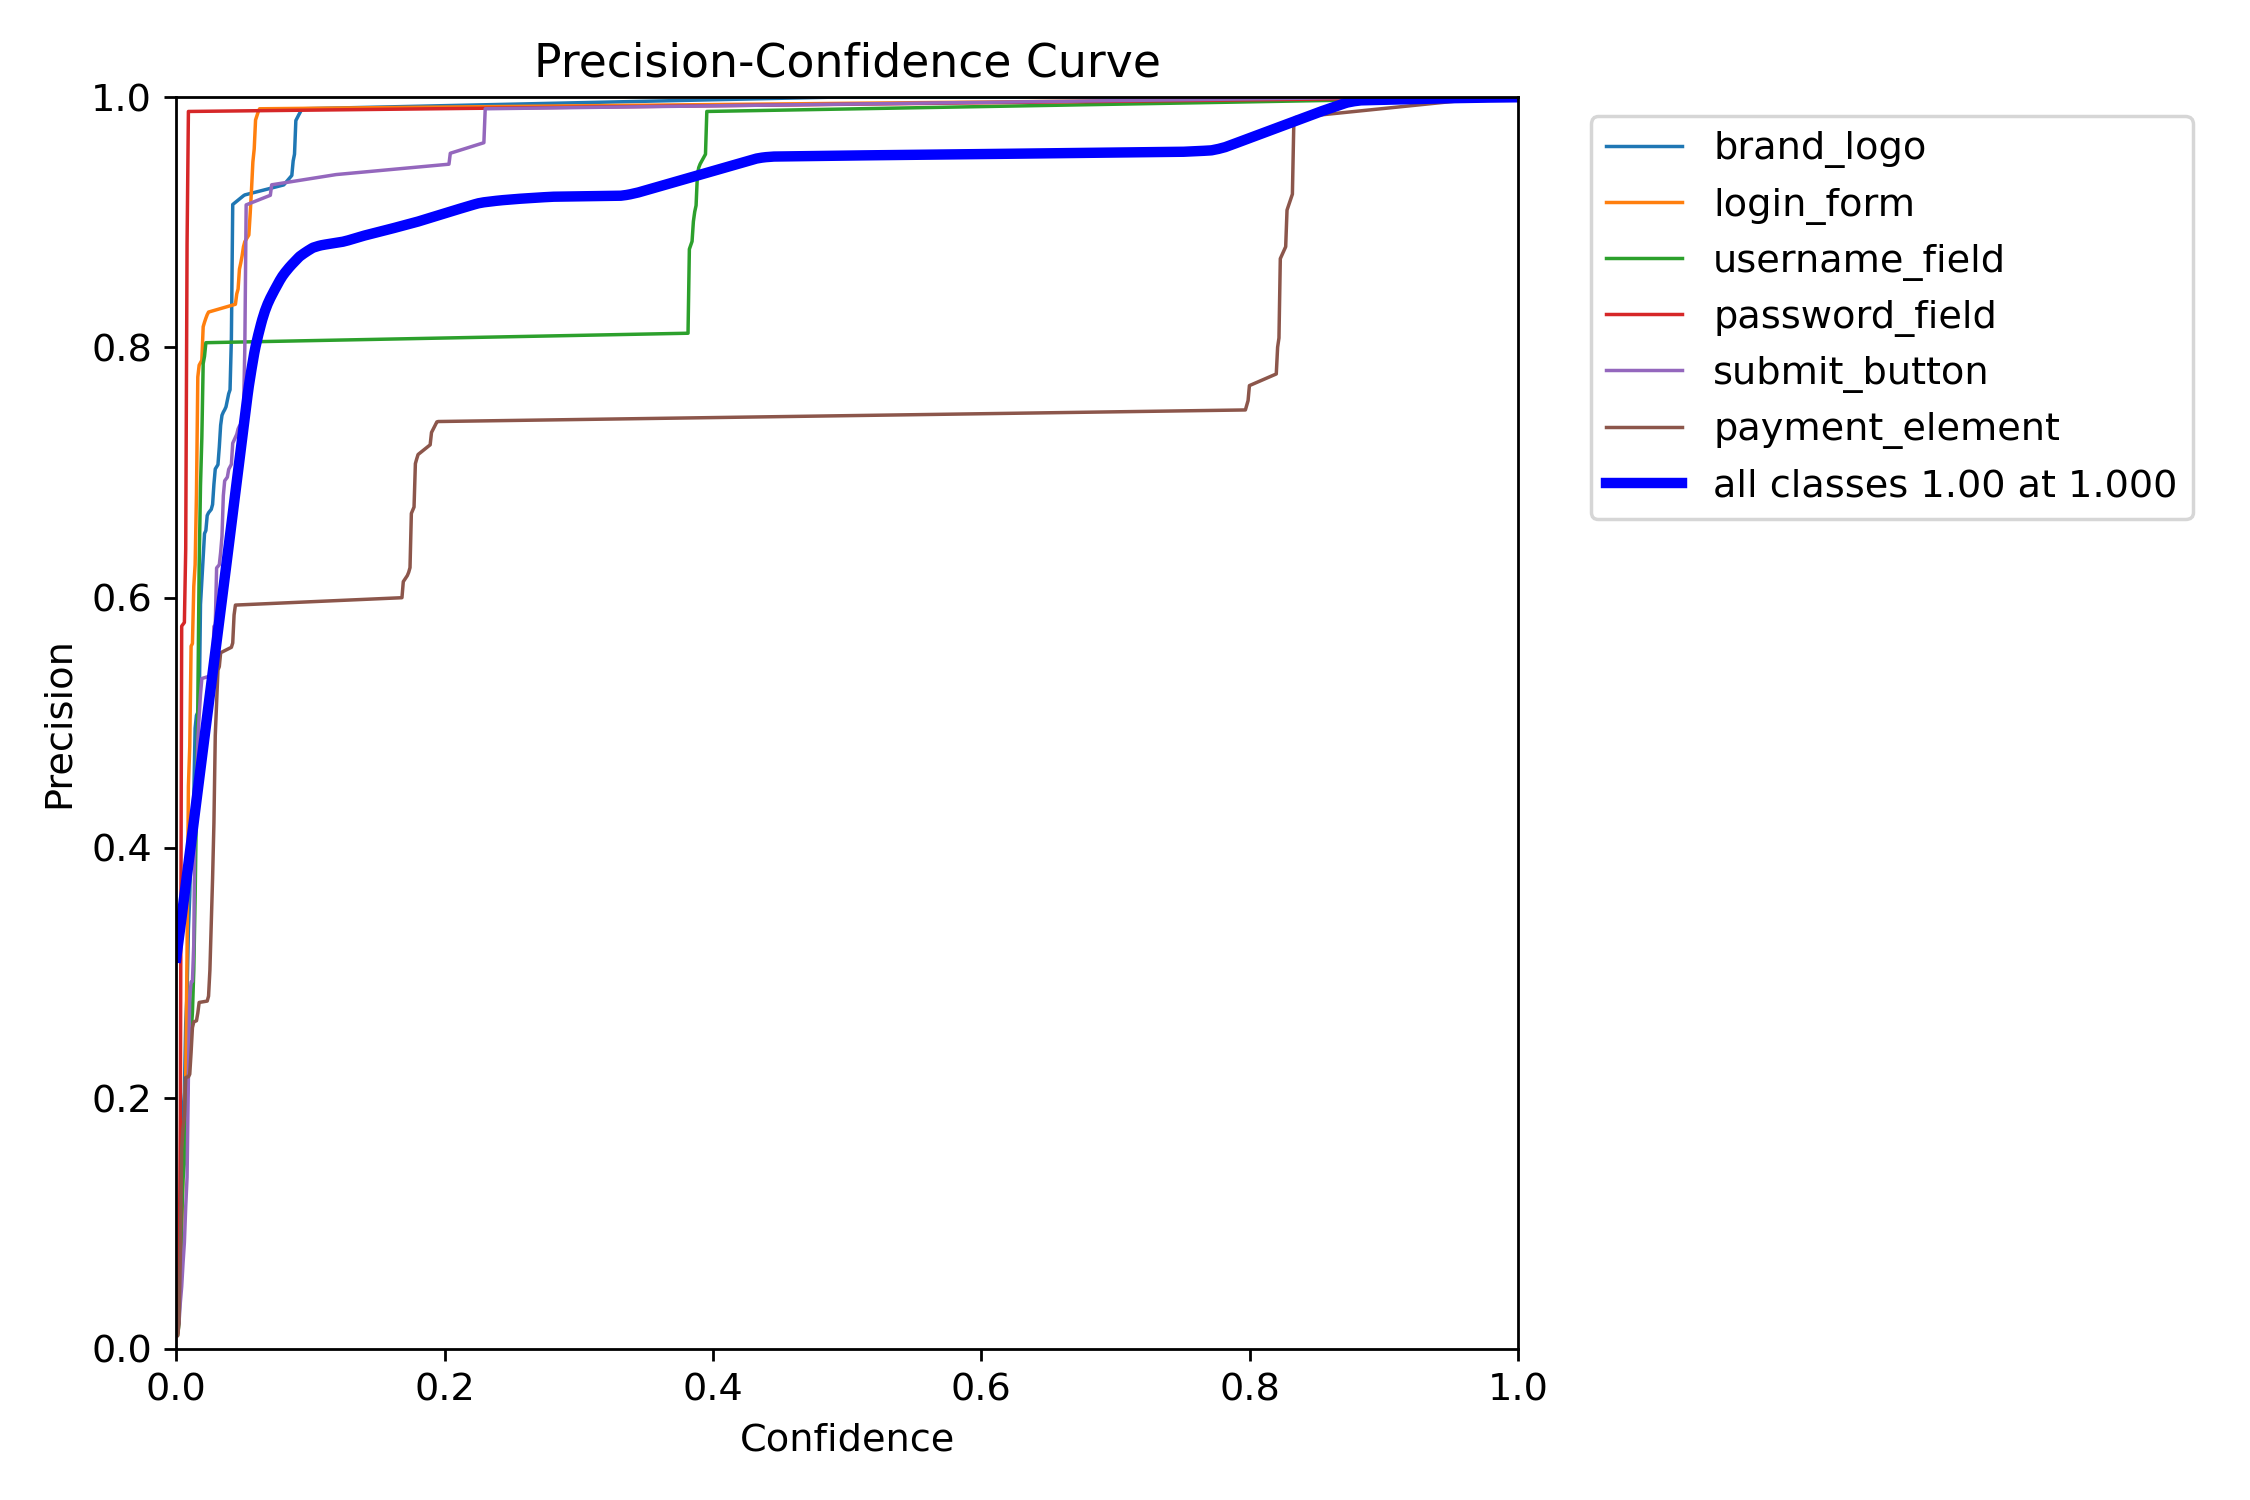 Precision-Confidence Curve
1.0
0.8
0.6
0.4
0.2
0.0
Precision
0.0 0.2 0.4 0.6 0.8 1.0
Confidence
brand_logo
login_form
username_field
password_field
submit_button
payment_element
all classes 1.00 at 1.000